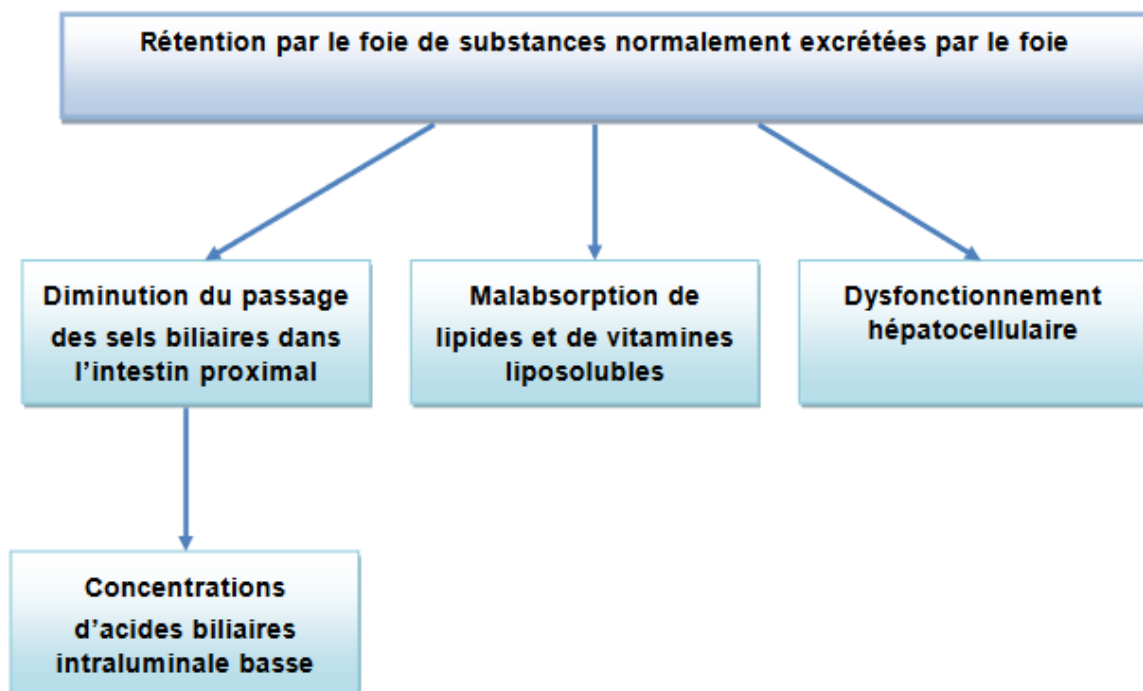 Rétention par le foie de substances normalement excrétées par le foie
Diminution du passage
des sels biliaires dans
l'intestin proximal
Malabsorption de
lipides et de vitamines
liposolubles
Dysfonctionnement
hépatocellulaire
Concentrations
d'acides biliaires
intraluminale basse